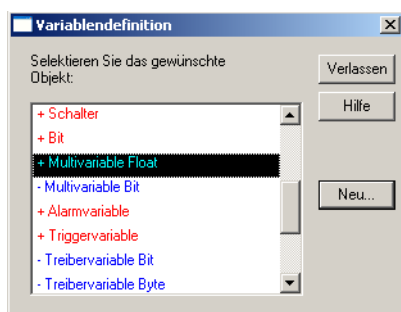 Variablendefinition
Selektieren Sie das gewünschte
Objekt:
Verlassen
Hilfe
+ Schalter
+ Bit
+ Multivariable Float
- Multivariable Bit
Neu...
+ Alarmvariable
+ Triggervariable
- Treibervariable Bit
- Treibervariable Byte